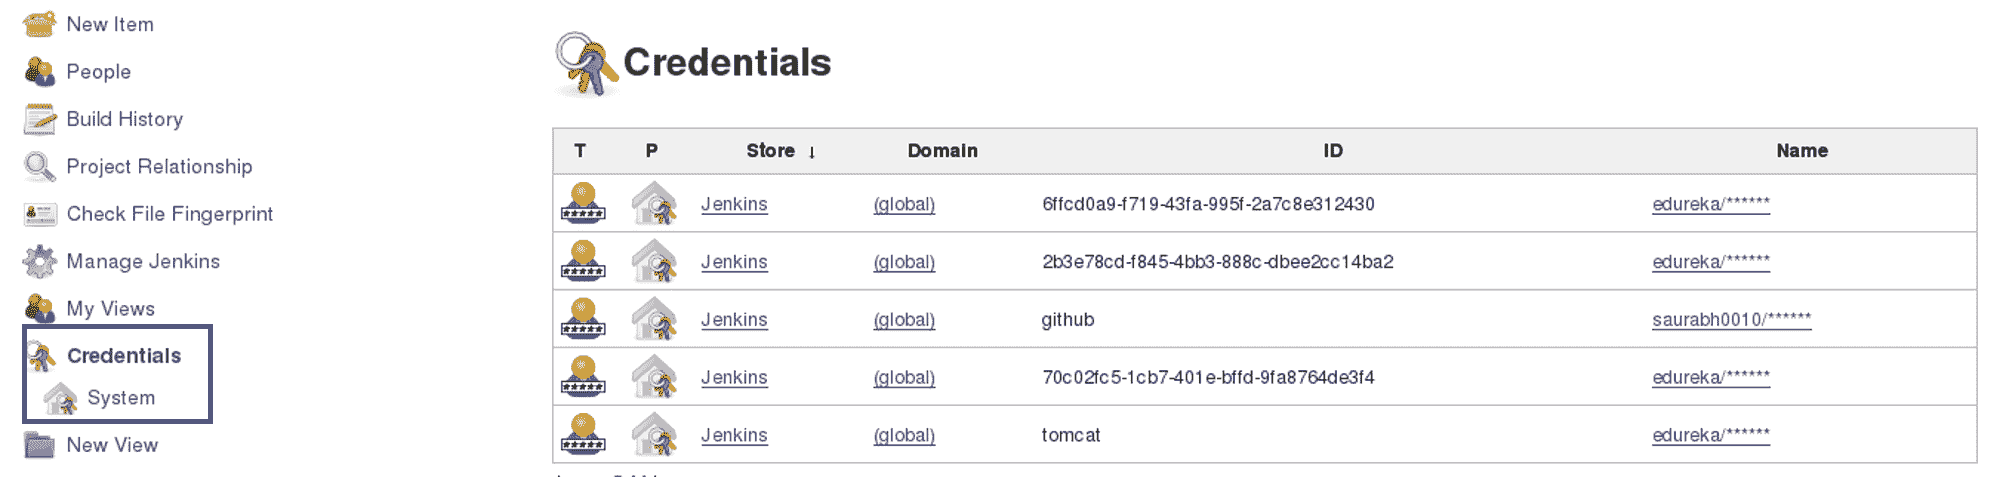 New Item
People
Build History
Project Relationship
Check File Fingerprint
Manage Jenkins
My Views
Credentials
System
New View
Credentials
T P Store ↓ Domain ID Name
Jenkins (global) 6ffcd0a9-f719-43fa-995f-2a7c8e312430 edureka/******
Jenkins (global) 2b3e78cd-f845-4bb3-888c-dbee2cc14ba2 edureka/******
Jenkins (global) github saurabh0010/******
Jenkins (global) 70c02fc5-1cb7-401e-bffd-9fa8764de3f4 edureka/******
Jenkins (global) tomcat edureka/******